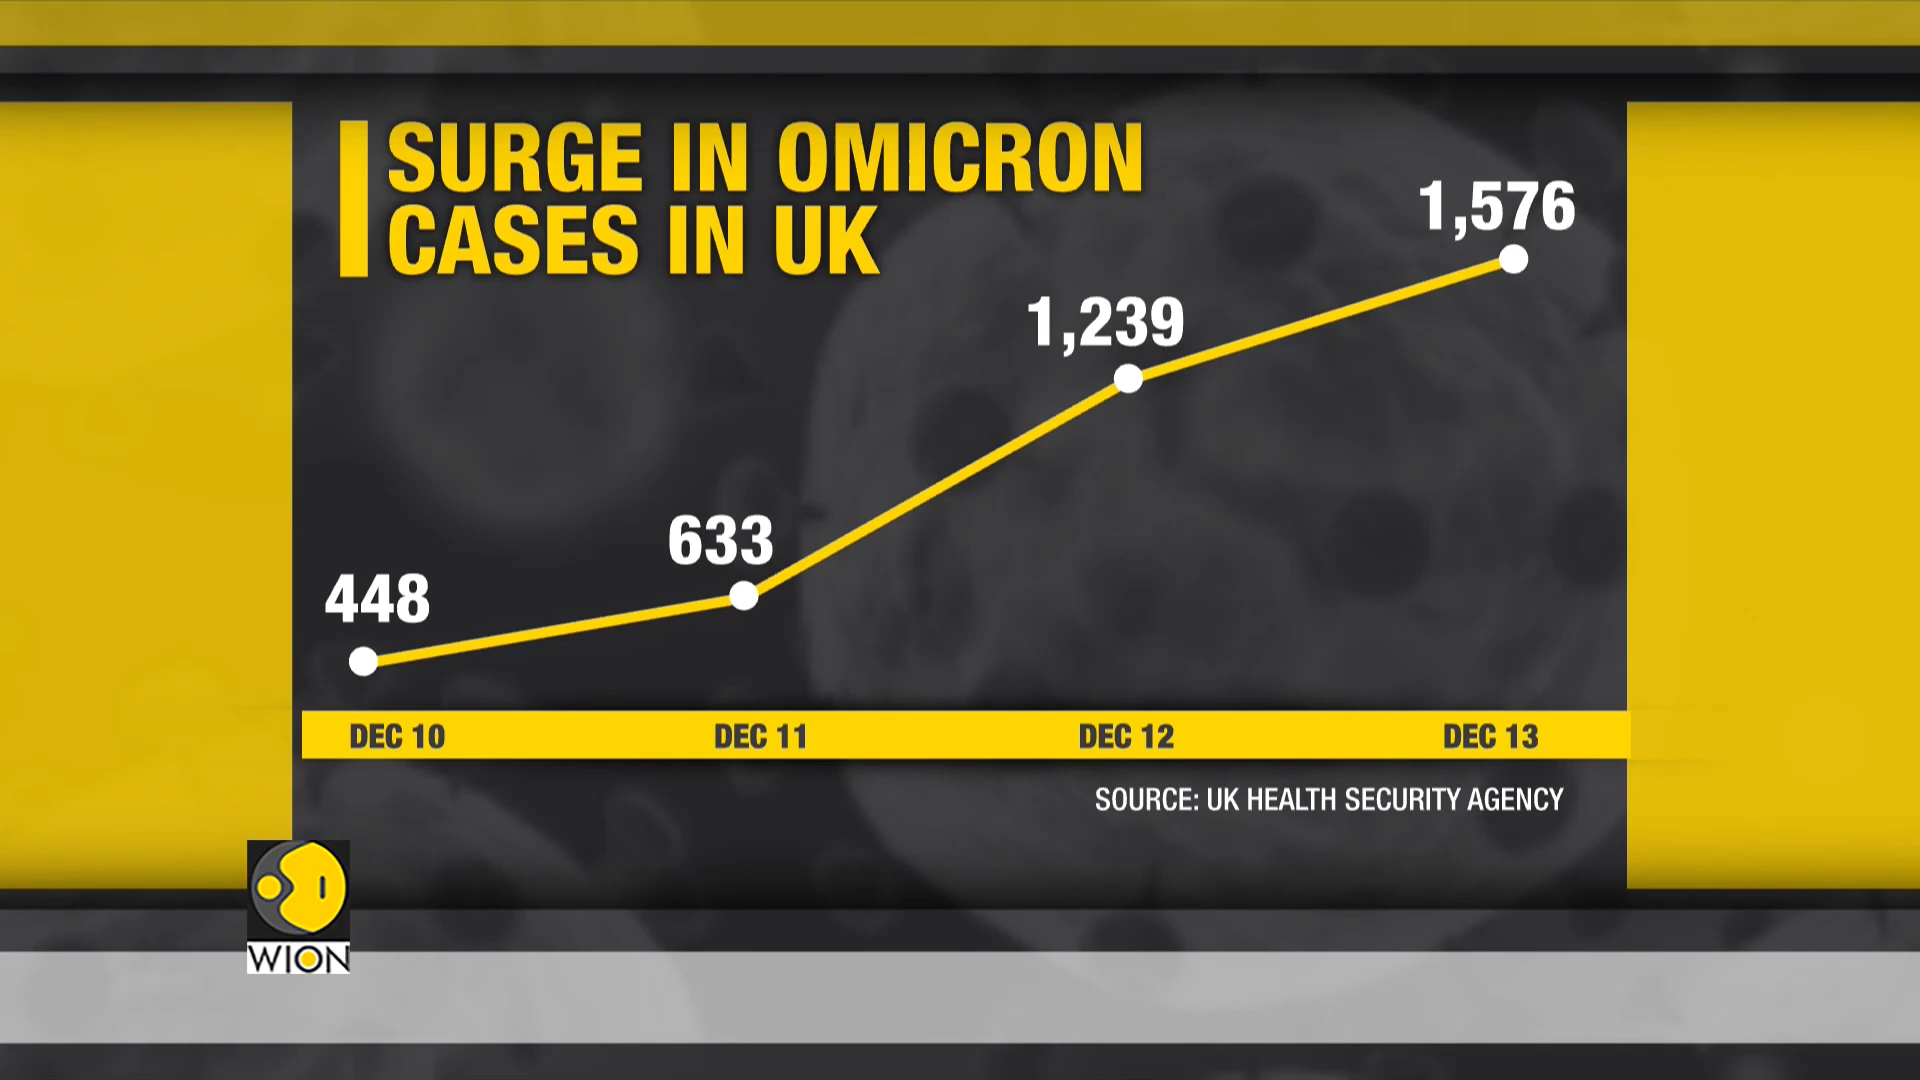 SURGE IN OMICRON
CASES IN UK
448
633
1,239
1,576
DEC 10 DEC 11 DEC 12 DEC 13
SOURCE: UK HEALTH SECURITY AGENCY
WION